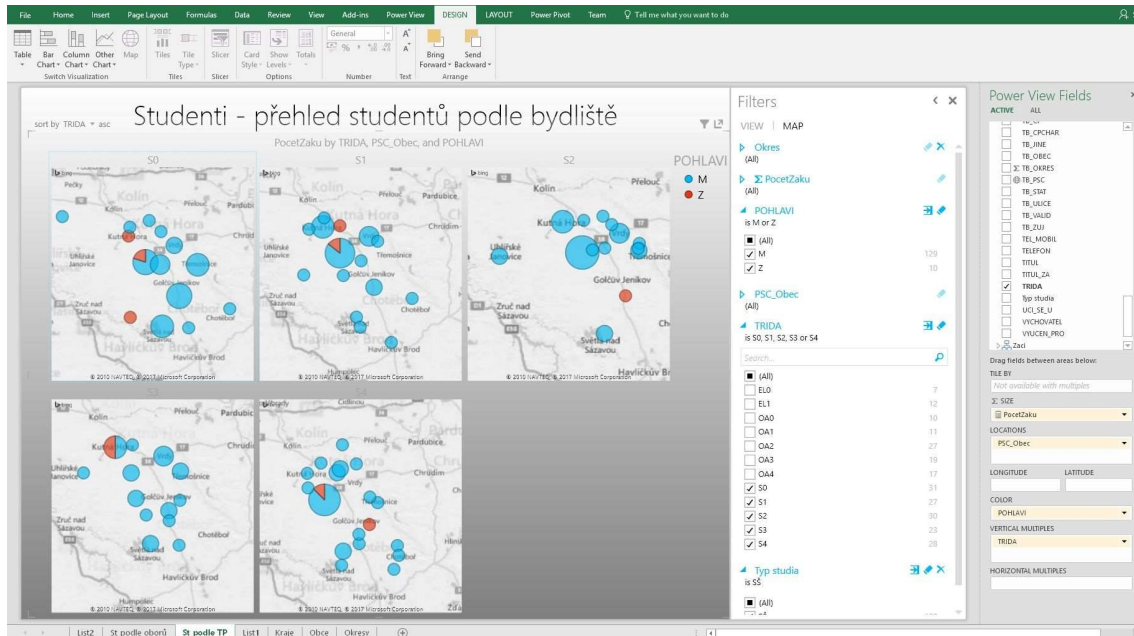 File Home Insert Page Layout Formulas Data Review View Add-ins Power View DESIGN LAYOUT Power Pivot Team Tell me what you want to do
General
Table Bar Chart Column Chart Other Chart Map Tiles Tile Type Slicer Card Style Show Levels Totals Bring Forward Send Backward
Switch Visualization Tiles Slicer Options Number Text Arrange
Studenti - přehled studentů podle bydliště
sort by TRIDA asc
PocetZaku by TRIDA, PSC_Obec, and POHLAVI
S0 S1 S2
POHLAVI
M
Z
S3 S4
bing
Pečky
Kolín
Přelouč
Pardubice
Kutná Hora
Chrudim
Vrdy
Uhlířské Janovice
Třemošnice
Golčův Jeníkov
Zruč nad Sázavou
Chotěboř
Světlá nad Sázavou
Havlíčkův Brod
Humpolec
© 2010 NAVTEQ, © 2017 Microsoft Corporation
Filters
VIEW MAP
Okres
(All)
Σ PocetZaku
(All)
POHLAVI
is M or Z
(All)
M 129
Z 10
PSC_Obec
(All)
TRIDA
is S0, S1, S2, S3 or S4
Search...
(All)
EL0 7
EL1 12
OA0 10
OA1 11
OA2 27
OA3 19
OA4 17
S0 31
S1 27
S2 30
S3 23
S4 28
Typ studia
is SŠ
(All)
Power View Fields
ACTIVE ALL
TB_CPCHAR
TB_JINE
TB_OBEC
Σ TB_OKRES
TB_PSC
TB_STAT
TB_ULICE
TB_VALID
TB_ZUJ
TEL_MOBIL
TELEFON
TITUL
TITUL_ZA
TRIDA
Typ studia
UCI_SE_U
VYCHOVATEL
VYUCEN_PRO
Zaci
Drag fields between areas below:
TILE BY
Not available with multiples
Σ SIZE
PocetZaku
LOCATIONS
PSC_Obec
LONGITUDE LATITUDE
COLOR
POHLAVI
VERTICAL MULTIPLES
TRIDA
HORIZONTAL MULTIPLES
List2 St podle oborů St podle TP List1 Kraje Obce Okresy